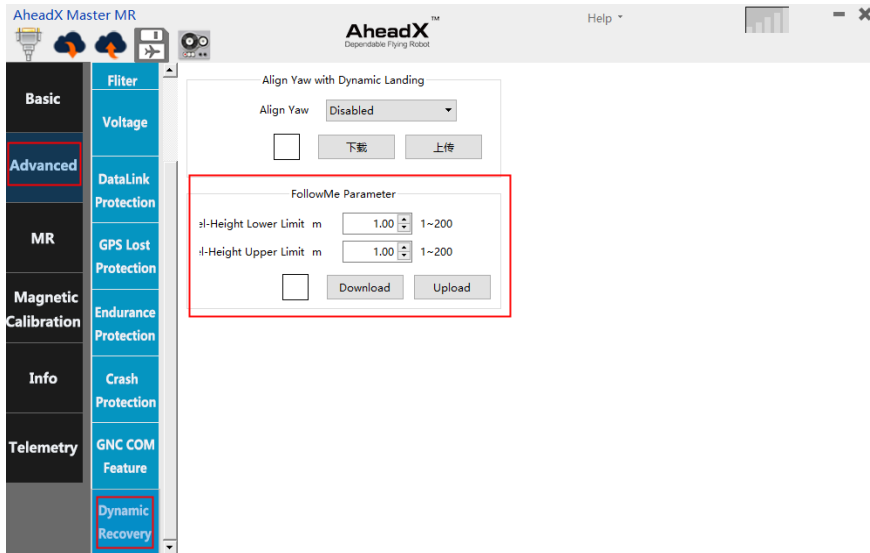 AheadX Master MR
AheadX™
Dependable Flying Robot
Help
Basic
Advanced
MR
Magnetic
Calibration
Info
Telemetry
Fliter
Voltage
DataLink
Protection
GPS Lost
Protection
Endurance
Protection
Crash
Protection
GNC COM
Feature
Dynamic
Recovery
Align Yaw with Dynamic Landing
Align Yaw Disabled
下载 上传
FollowMe Parameter
el-Height Lower Limit m 1.00 1~200
el-Height Upper Limit m 1.00 1~200
Download Upload